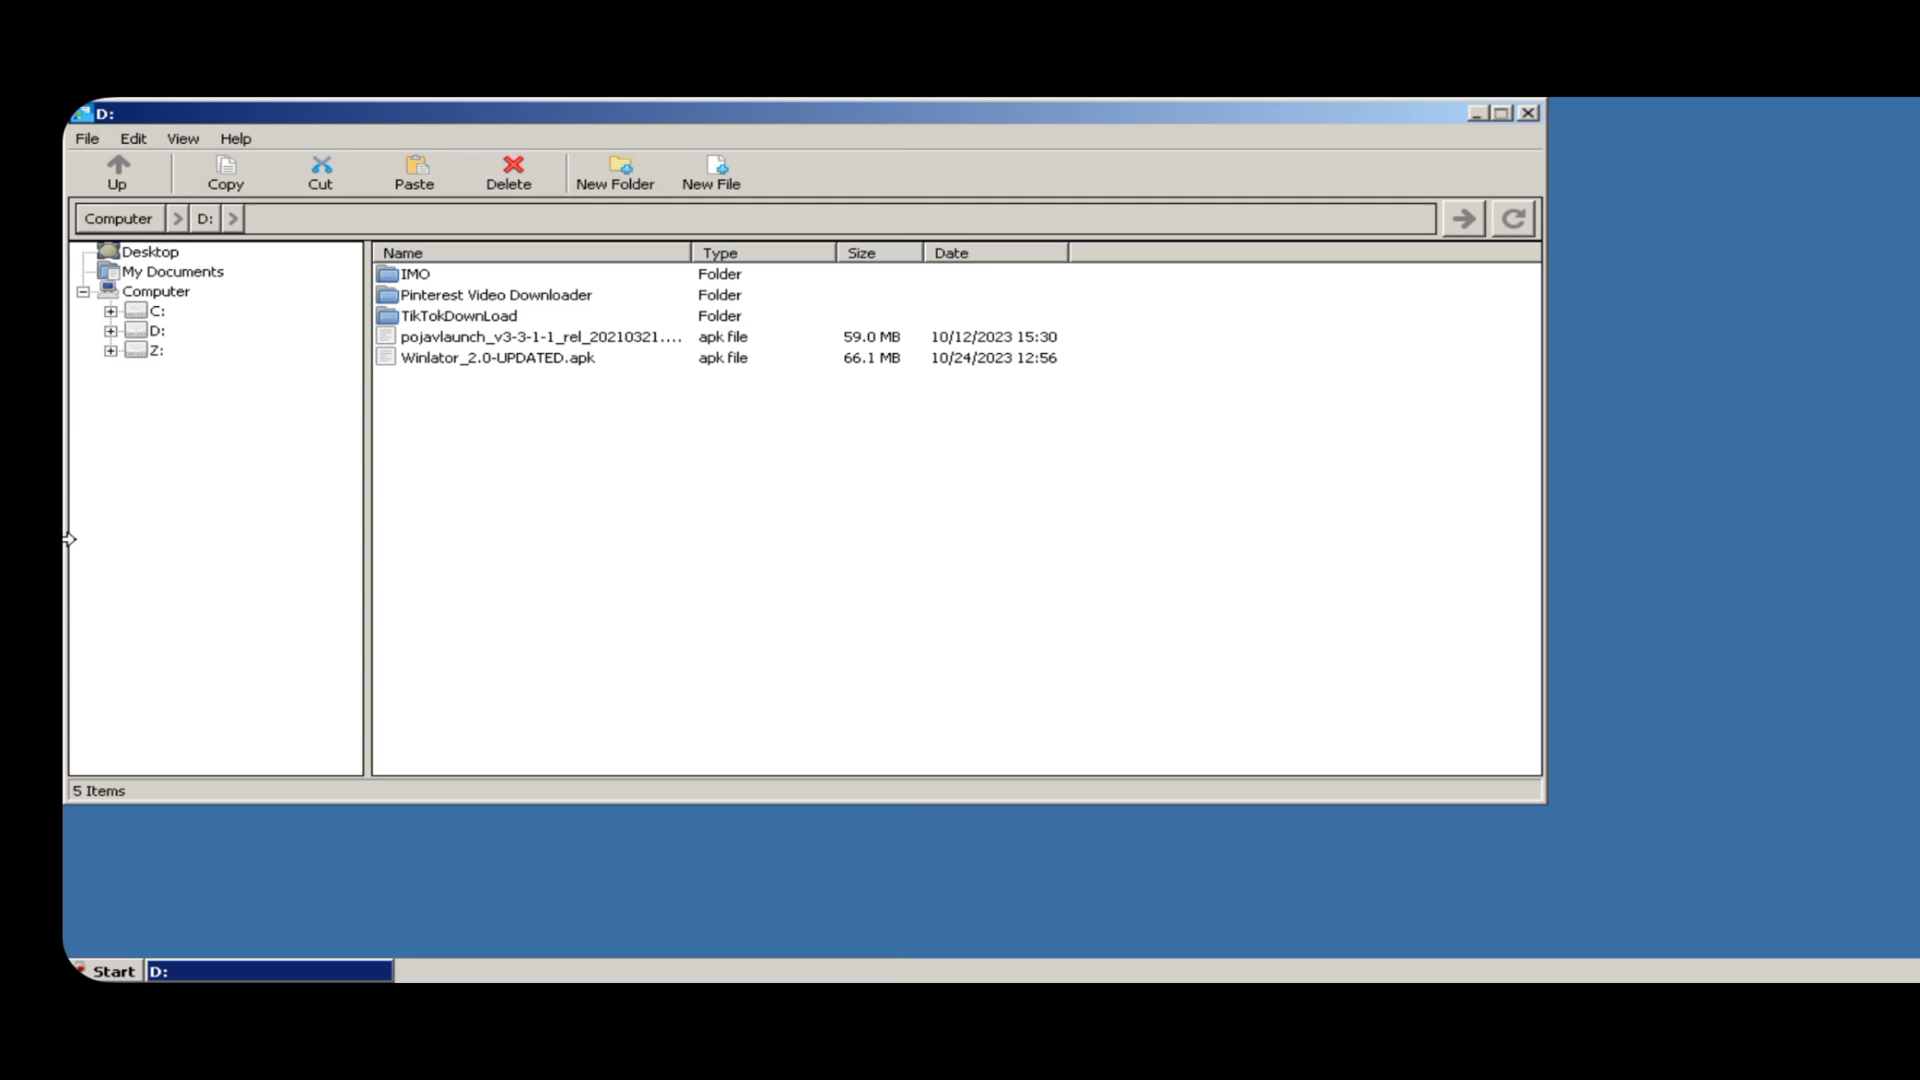 D:
File Edit View Help
Up Copy Cut Paste Delete New Folder New File
Computer D:
Desktop
My Documents
Computer
C:
D:
Z:
Name Type Size Date
IMO Folder
Pinterest Video Downloader Folder
TikTokDownLoad Folder
pojavlaunch_v3-3-1-1_rel_20210321.... apk file 59.0 MB 10/12/2023 15:30
Winlator_2.0-UPDATED.apk apk file 66.1 MB 10/24/2023 12:56
5 Items
Start D: